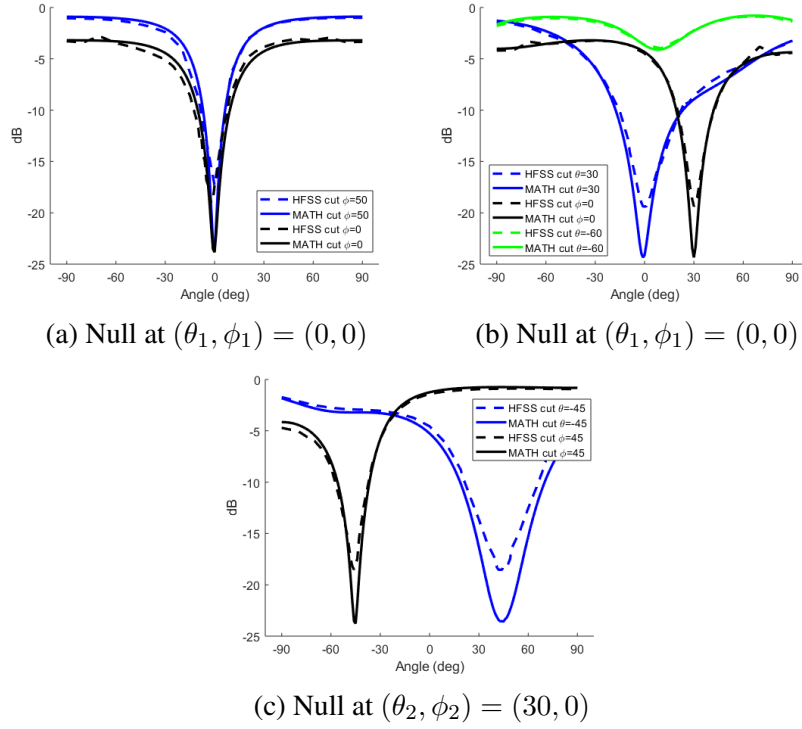 0
-5
-10
-15
-20
-25
dB
-90 -60 -30 0 30 60 90
Angle (deg)
HFSS cut ϕ=50
MATH cut ϕ=50
HFSS cut ϕ=0
MATH cut ϕ=0
(a) Null at (θ₁, ϕ₁) = (0, 0)
0
-5
-10
-15
-20
-25
dB
-90 -60 -30 0 30 60 90
Angle (deg)
HFSS cut θ=30
MATH cut θ=30
HFSS cut ϕ=0
MATH cut ϕ=0
HFSS cut θ=-60
MATH cut θ=-60
(b) Null at (θ₁, ϕ₁) = (0, 0)
0
-5
-10
-15
-20
-25
dB
-90 -60 -30 0 30 60 90
Angle (deg)
HFSS cut θ=-45
MATH cut θ=-45
HFSS cut ϕ=45
MATH cut ϕ=45
(c) Null at (θ₂, ϕ₂) = (30, 0)